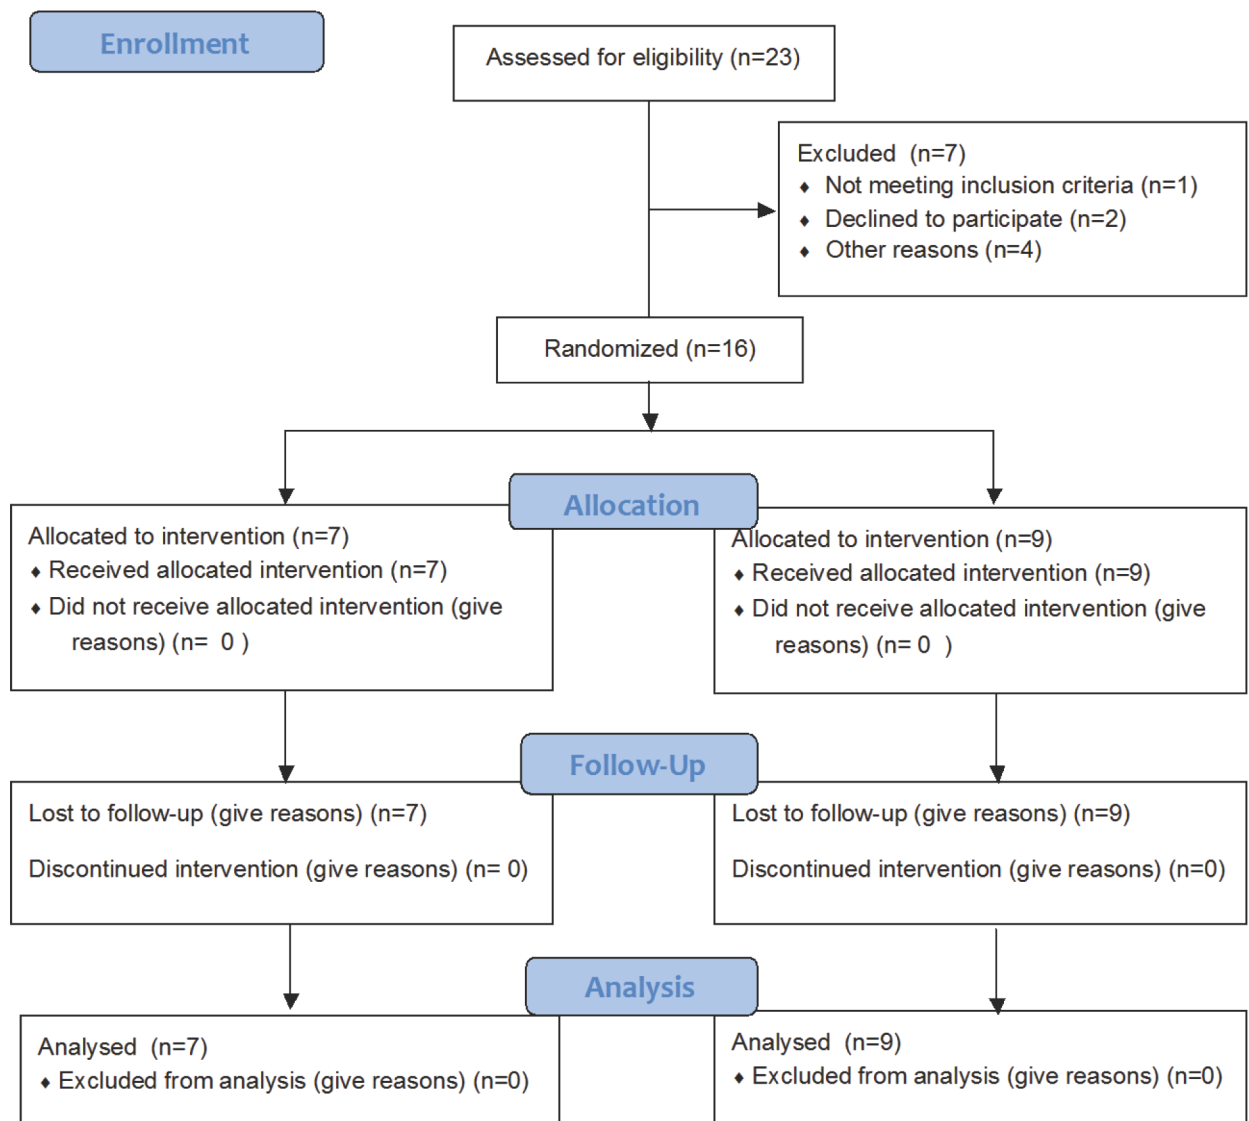 Enrollment
Assessed for eligibility (n=23)
Excluded (n=7)
♦ Not meeting inclusion criteria (n=1)
♦ Declined to participate (n=2)
♦ Other reasons (n=4)
Randomized (n=16)
Allocation
Allocated to intervention (n=7)
♦ Received allocated intervention (n=7)
♦ Did not receive allocated intervention (give
reasons) (n= 0 )
Allocated to intervention (n=9)
♦ Received allocated intervention (n=9)
♦ Did not receive allocated intervention (give
reasons) (n= 0 )
Follow-Up
Lost to follow-up (give reasons) (n=7)
Discontinued intervention (give reasons) (n= 0)
Lost to follow-up (give reasons) (n=9)
Discontinued intervention (give reasons) (n=0)
Analysis
Analysed (n=7)
♦ Excluded from analysis (give reasons) (n=0)
Analysed (n=9)
♦ Excluded from analysis (give reasons) (n=0)